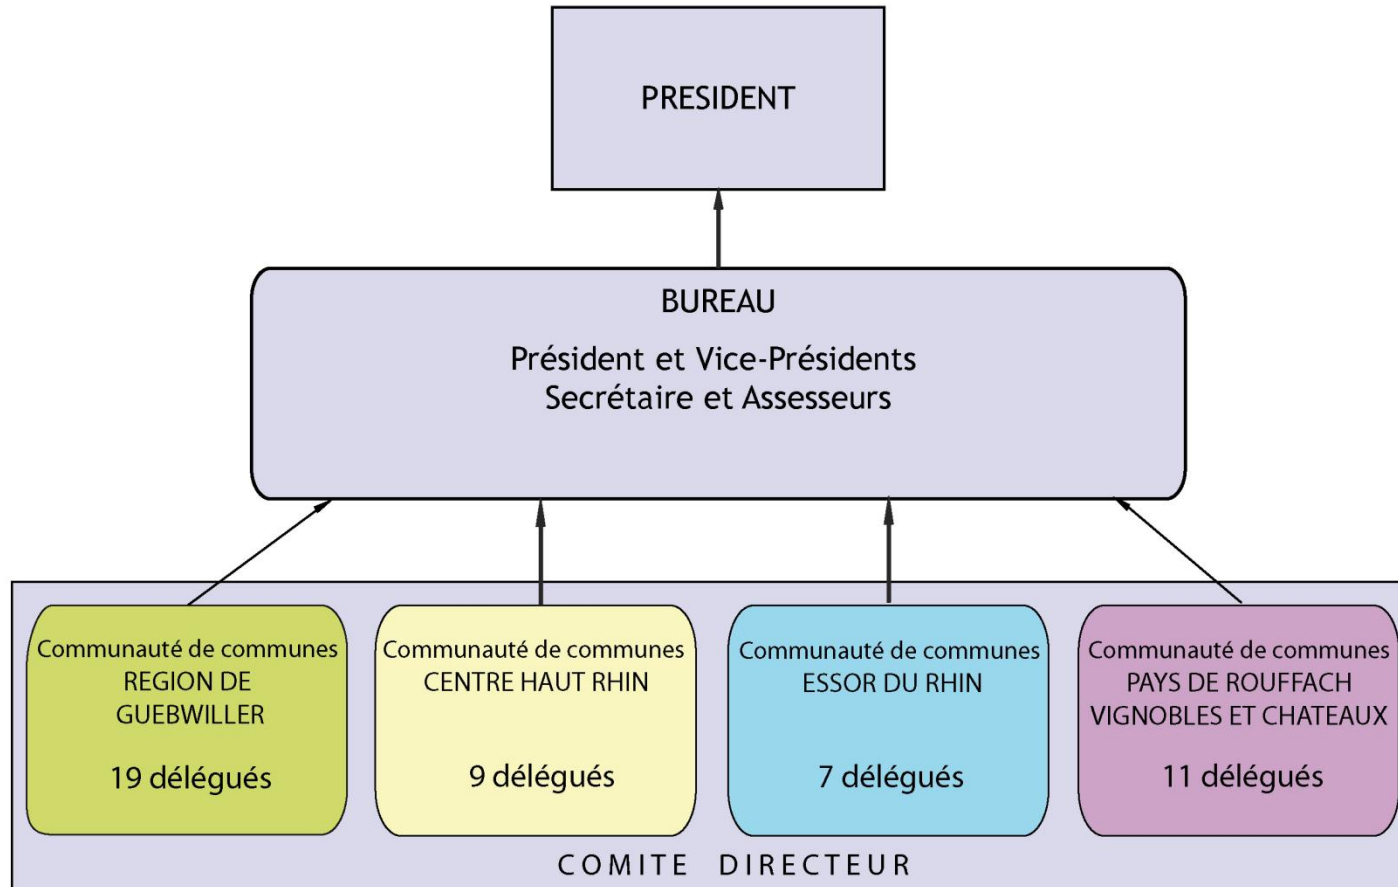 PRESIDENT
BUREAU
Président et Vice-Présidents
Secrétaire et Assesseurs
Communauté de communes
REGION DE
GUEBWILLER
19 délégués
Communauté de communes
CENTRE HAUT RHIN
9 délégués
Communauté de communes
ESSOR DU RHIN
7 délégués
Communauté de communes
PAYS DE ROUFFACH
VIGNOBLES ET CHATEAUX
11 délégués
COMITE DIRECTEUR